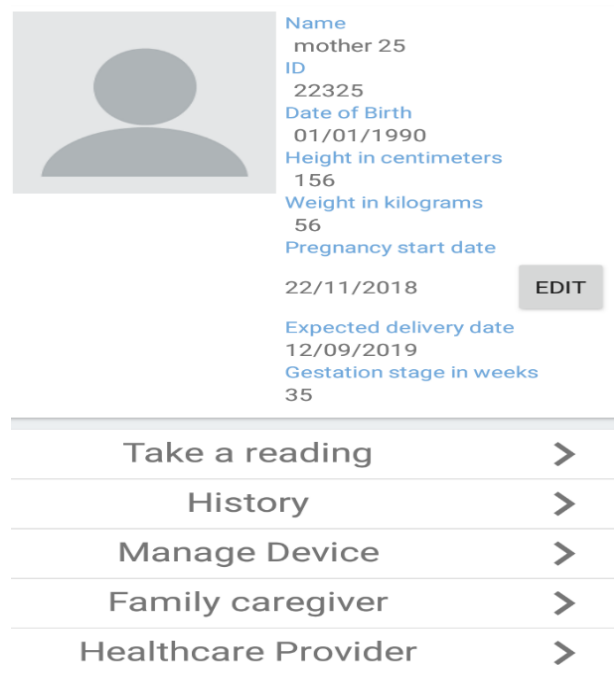 Name
mother 25
ID
22325
Date of Birth
01/01/1990
Height in centimeters
156
Weight in kilograms
56
Pregnancy start date
22/11/2018 EDIT
Expected delivery date
12/09/2019
Gestation stage in weeks
35
Take a reading
History
Manage Device
Family caregiver
Healthcare Provider